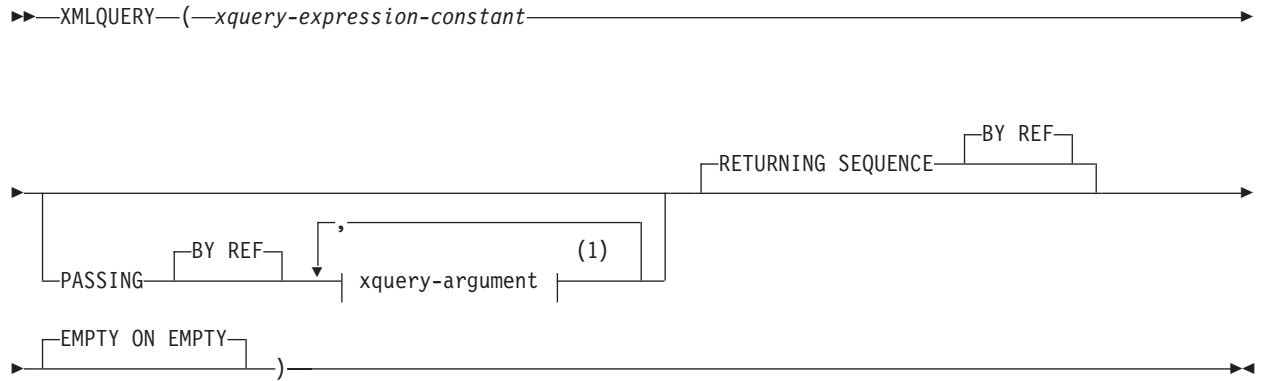 XMLQUERY ( xquery-expression-constant
BY REF
RETURNING SEQUENCE
,
BY REF (1)
PASSING xquery-argument
EMPTY ON EMPTY
)